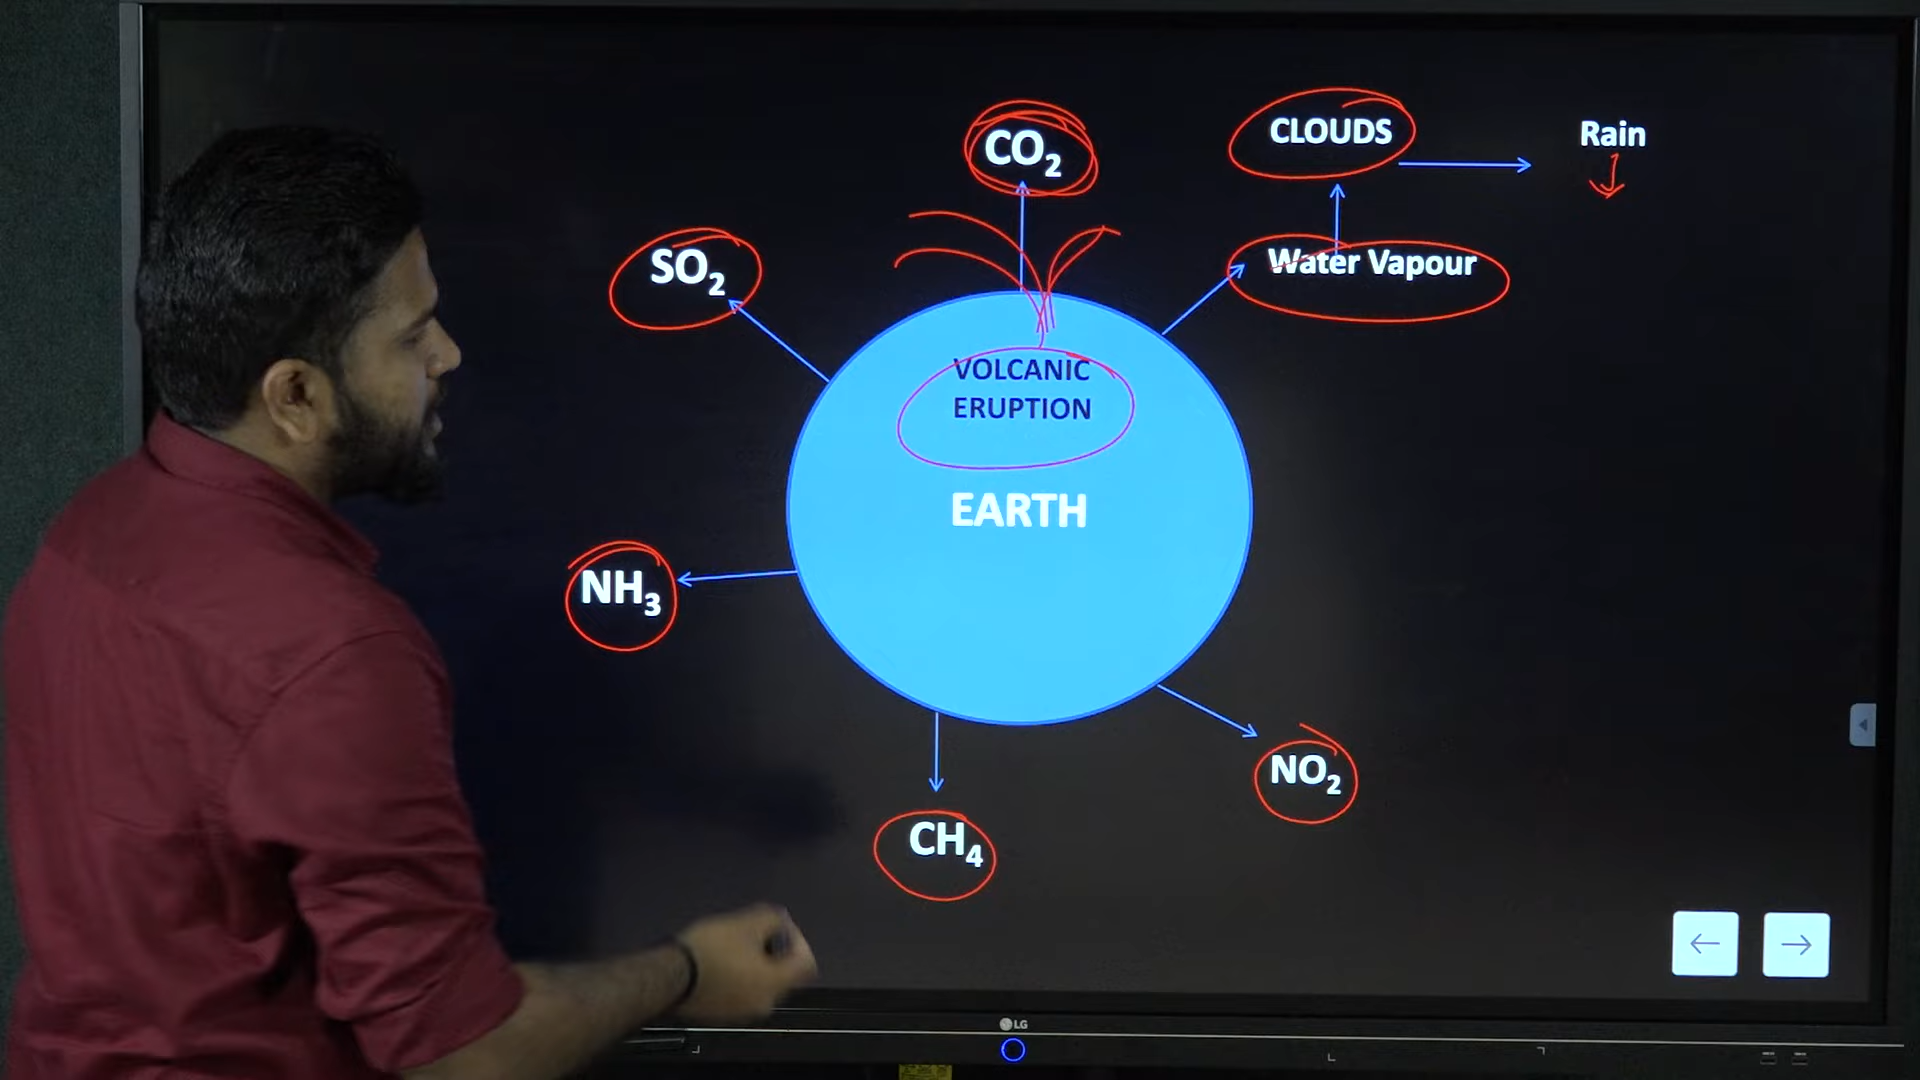 CO₂
CLOUDS
Rain
SO₂
Water Vapour
VOLCANIC
ERUPTION
EARTH
NH₃
NO₂
CH₄
LG